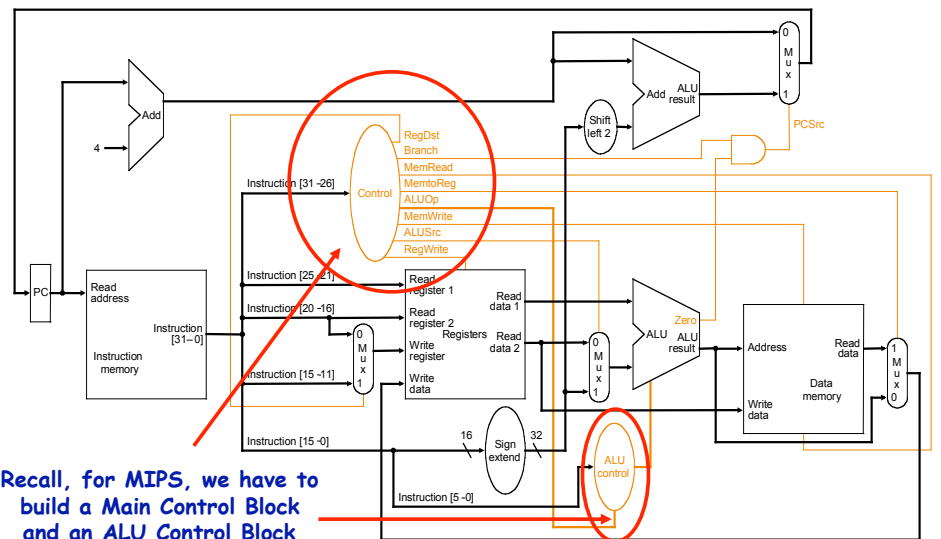 0
M
u
x
1
Add
Add
ALU
result
4
Shift
left 2
PCSrc
RegDst
Branch
MemRead
MemtoReg
ALUOp
MemWrite
ALUSrc
RegWrite
Control
Instruction [31 -26]
Instruction [25 -21]
Instruction [20 -16]
Instruction [15 -11]
Instruction [15 -0]
Instruction [5 -0]
PC
Read
address
Instruction
[31–0]
Instruction
memory
0
M
u
x
1
Read
register 1
Read
register 2
Write
register
Write
data
Registers
Read
data 1
Read
data 2
0
M
u
x
1
Zero
ALU
ALU
result
Address
Read
data
Data
memory
Write
data
1
M
u
x
0
16
Sign
extend
32
ALU
control
Recall, for MIPS, we have to
build a Main Control Block
and an ALU Control Block